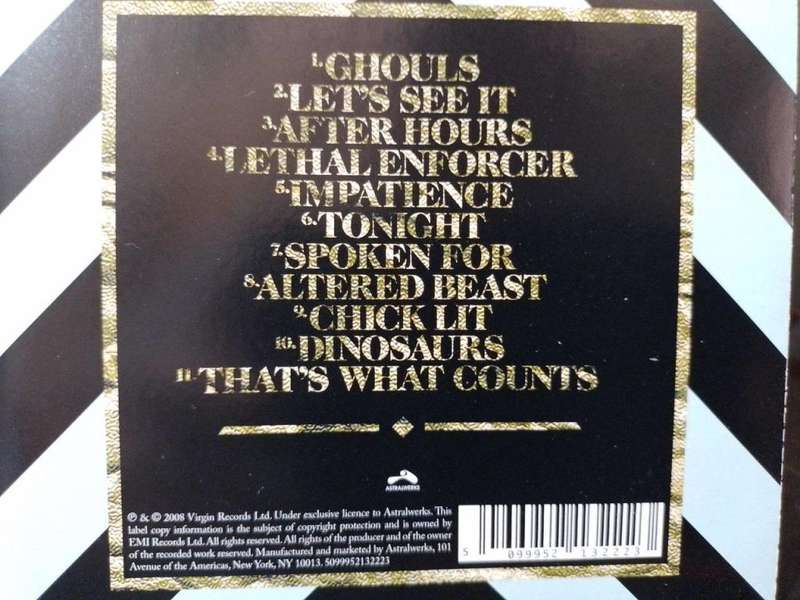 1. GHOULS
2. LET'S SEE IT
3. AFTER HOURS
4. LETHAL ENFORCER
5. IMPATIENCE
6. TONIGHT
7. SPOKEN FOR
8. ALTERED BEAST
9. CHICK LIT
10. DINOSAURS
11. THAT'S WHAT COUNTS
ASTRALWERKS
℗ & © 2008 Virgin Records Ltd. Under exclusive licence to Astralwerks. This
label copy information is the subject of copyright protection and is owned by
EMI Records Ltd. All rights reserved. All rights of the producer and of the owner
of the recorded work reserved. Manufactured and marketed by Astralwerks, 101
Avenue of the Americas, New York, NY 10013. 5099952132223
5 099952 132223